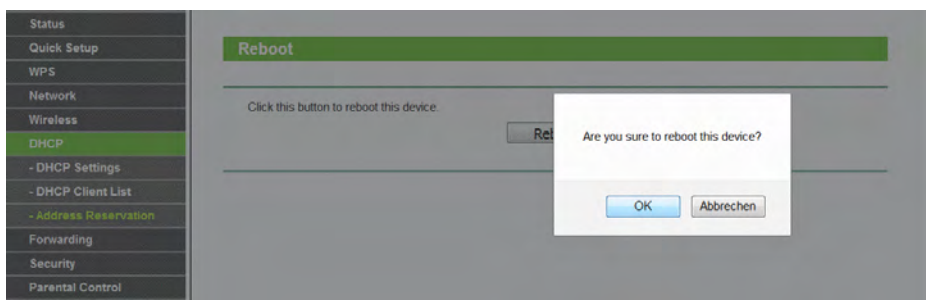 Status
Quick Setup
WPS
Network
Wireless
DHCP
- DHCP Settings
- DHCP Client List
- Address Reservation
Forwarding
Security
Parental Control
Reboot
Click this button to reboot this device.
Reb
Are you sure to reboot this device?
OK
Abbrechen